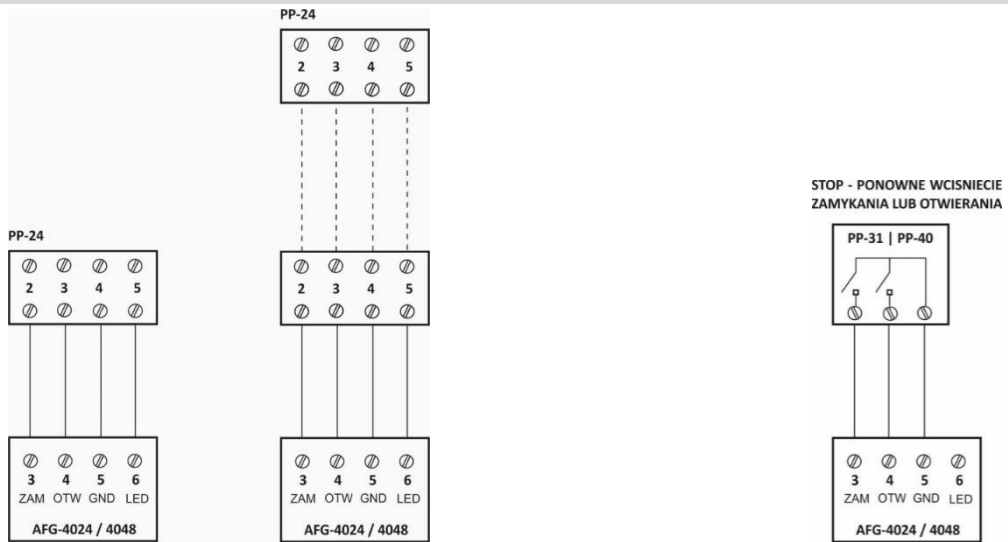 PP-24
2 3 4 5
PP-24
2 3 4 5
2 3 4 5
3 4 5 6
ZAM OTW GND LED
AFG-4024 / 4048
3 4 5 6
ZAM OTW GND LED
AFG-4024 / 4048
STOP - PONOWNE WCISNIECIE
ZAMYKANIA LUB OTWIERANIA
PP-31 | PP-40
3 4 5 6
ZAM OTW GND LED
AFG-4024 / 4048